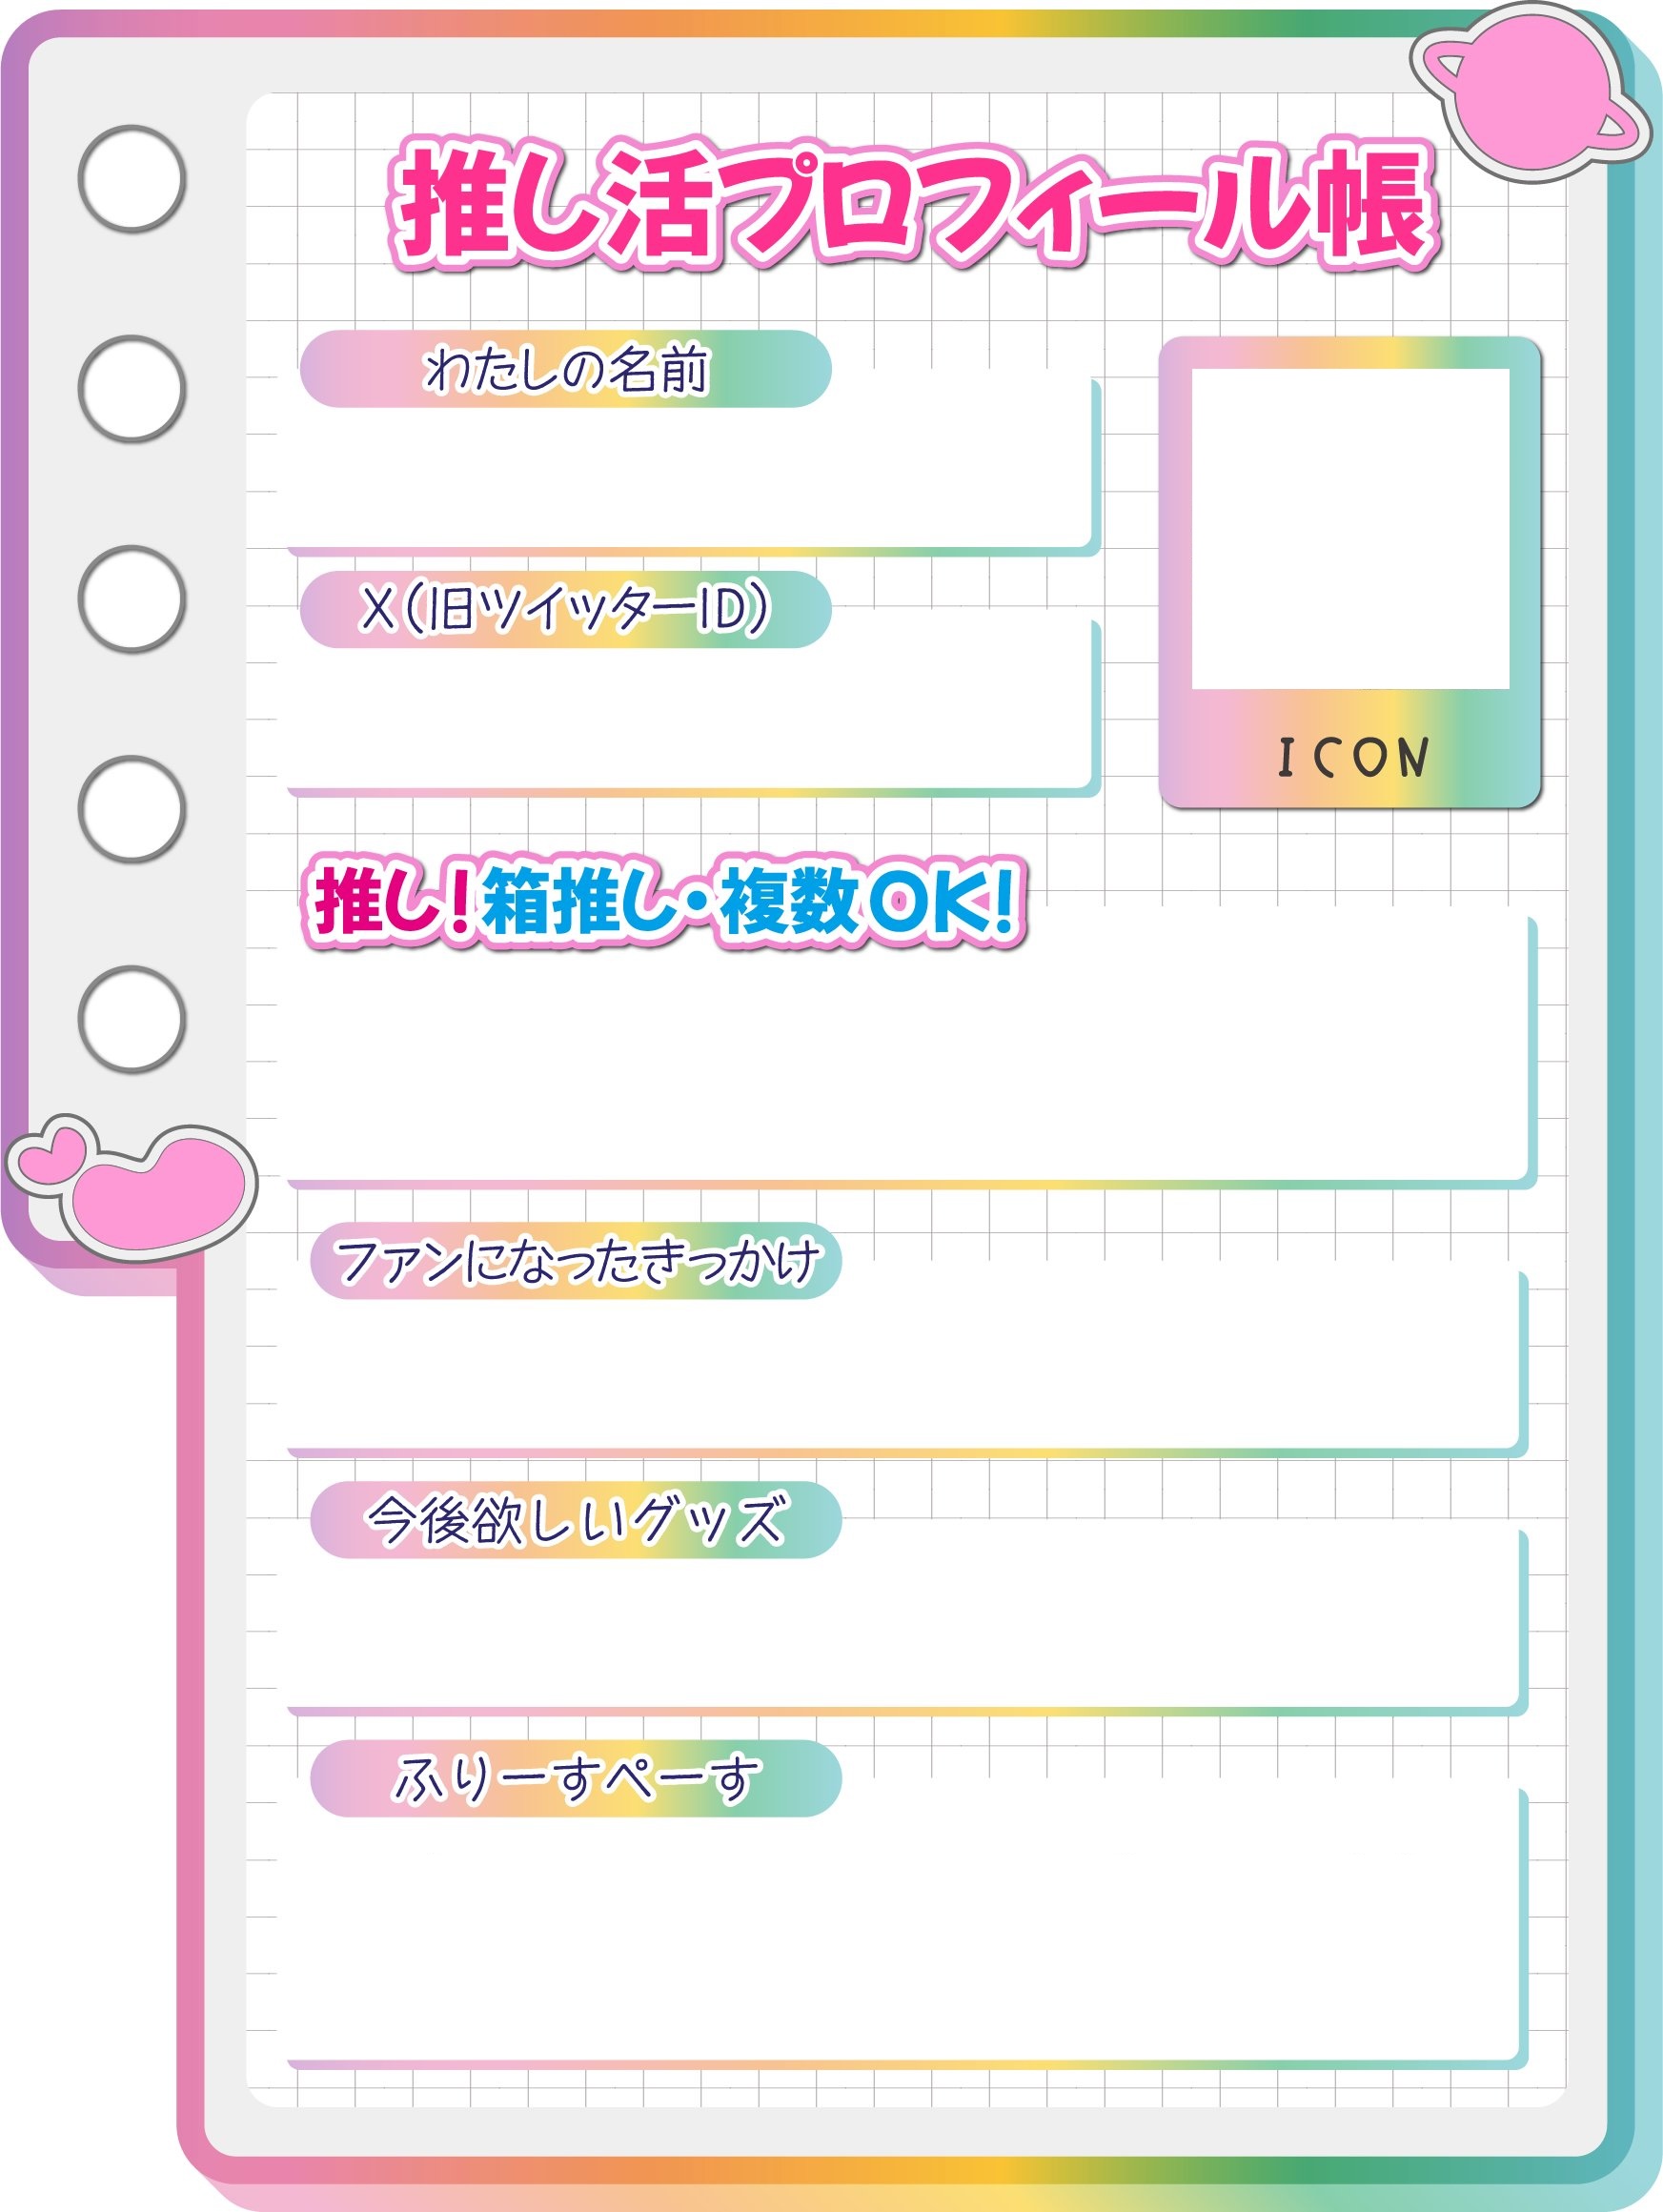 推し活プロフィール帳
わたしの名前
X(旧ツイッターID)
ICON
推し!箱推し・複数OK!
ファンになったきっかけ
今後欲しいグッズ
ふりーすぺーす